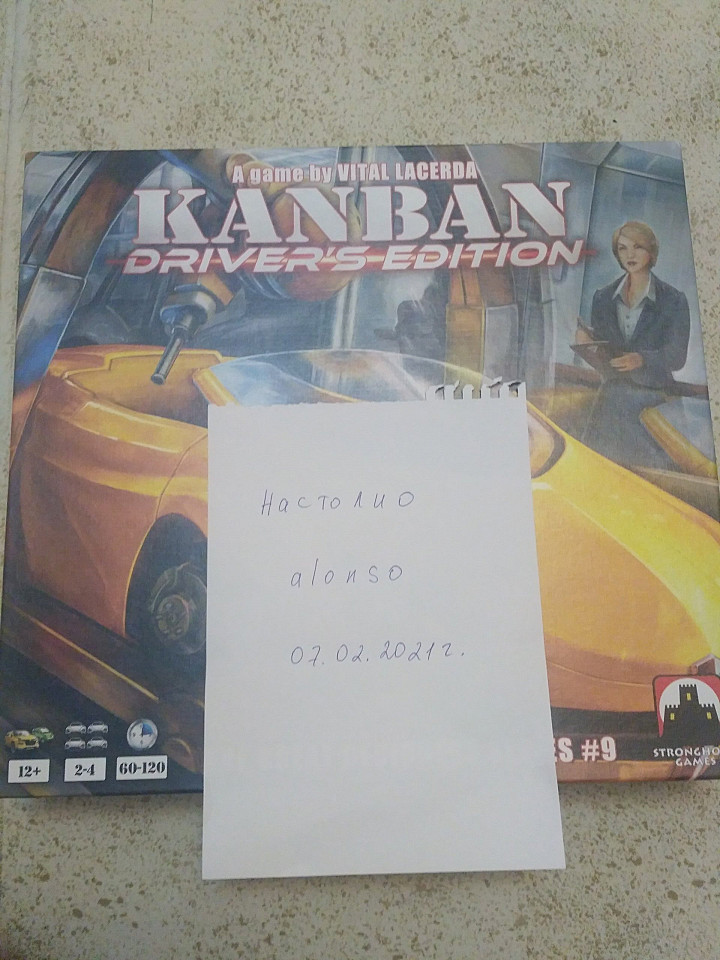 A game by VITAL LACERDA
KANBAN
DRIVER'S EDITION
Настолио
alonso
07.02.2021г.
ES #9
12+
2-4
60-120
STRONGHO
GAMES